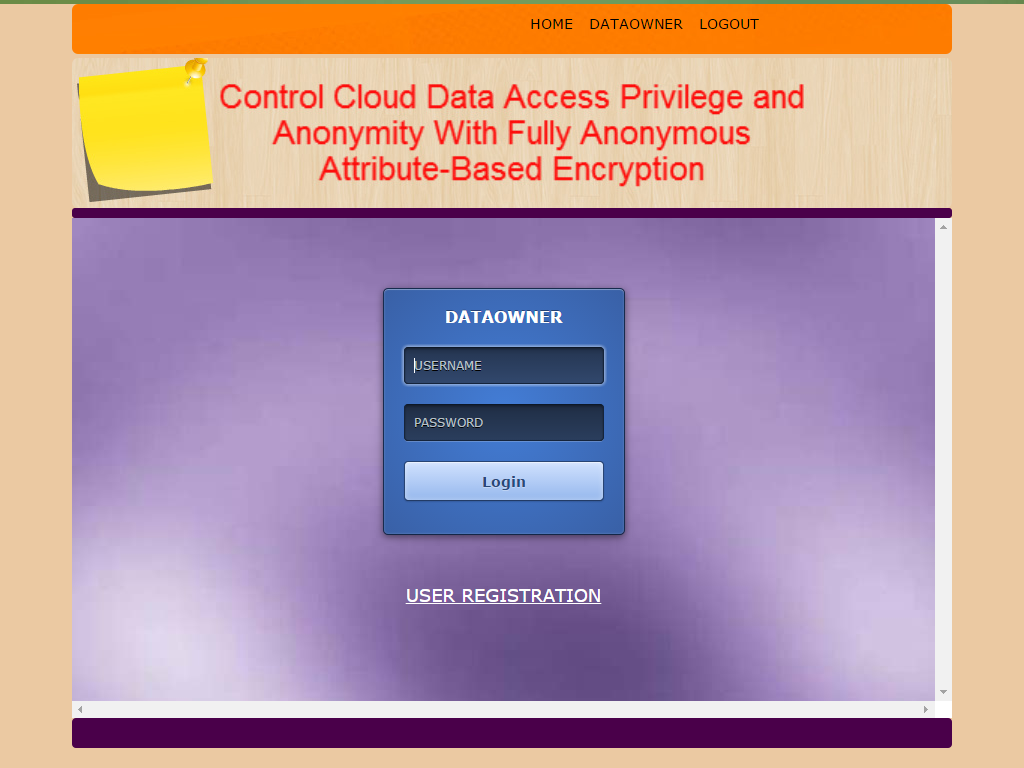 HOME DATAOWNER LOGOUT
Control Cloud Data Access Privilege and
Anonymity With Fully Anonymous
Attribute-Based Encryption
DATAOWNER
USERNAME
PASSWORD
Login
USER REGISTRATION